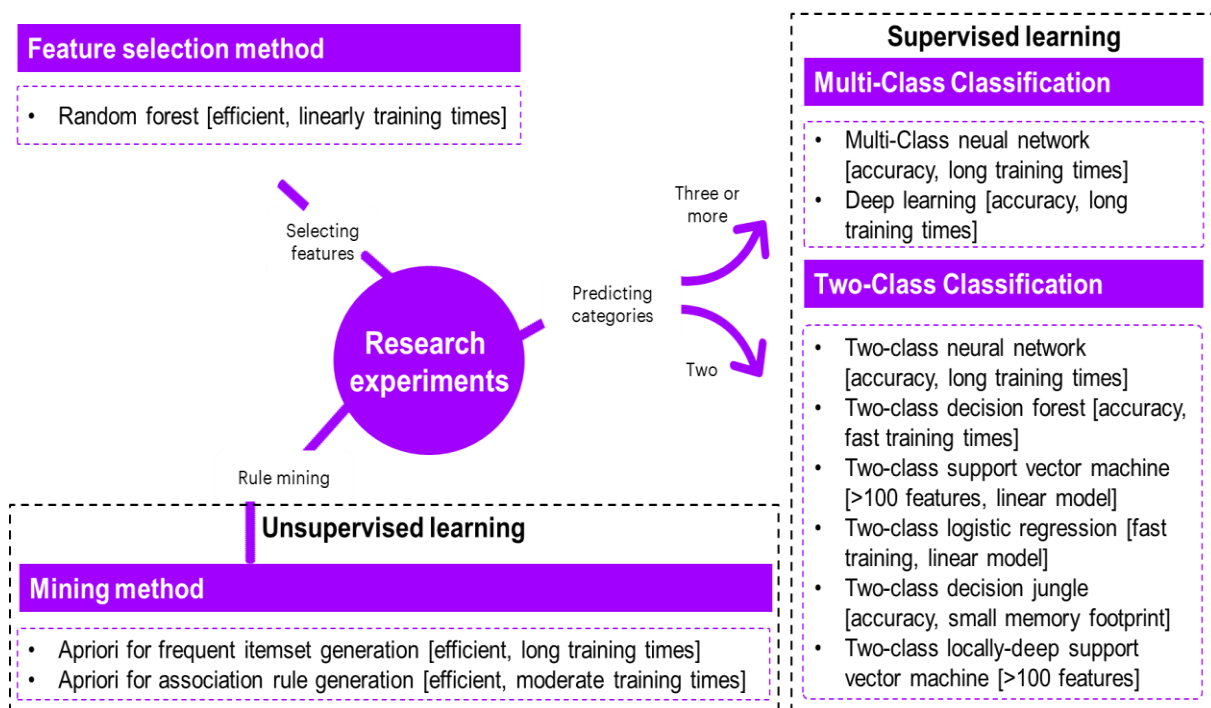 Feature selection method
• Random forest [efficient, linearly training times]
Selecting
features
Research
experiments
Predicting
categories
Three or
more
Two
Rule mining
Supervised learning
Multi-Class Classification
• Multi-Class neual network
[accuracy, long training times]
• Deep learning [accuracy, long
training times]
Two-Class Classification
• Two-class neural network
[accuracy, long training times]
• Two-class decision forest [accuracy,
fast training times]
• Two-class support vector machine
[>100 features, linear model]
• Two-class logistic regression [fast
training, linear model]
• Two-class decision jungle
[accuracy, small memory footprint]
• Two-class locally-deep support
vector machine [>100 features]
Unsupervised learning
Mining method
• Apriori for frequent itemset generation [efficient, long training times]
• Apriori for association rule generation [efficient, moderate training times]